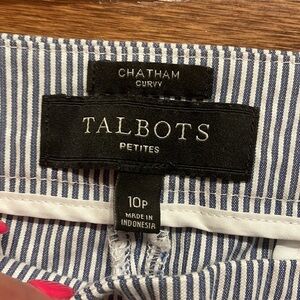 CHATHAM
CURVY
TALBOTS
PETITES
10P
MADE IN
INDONESIA